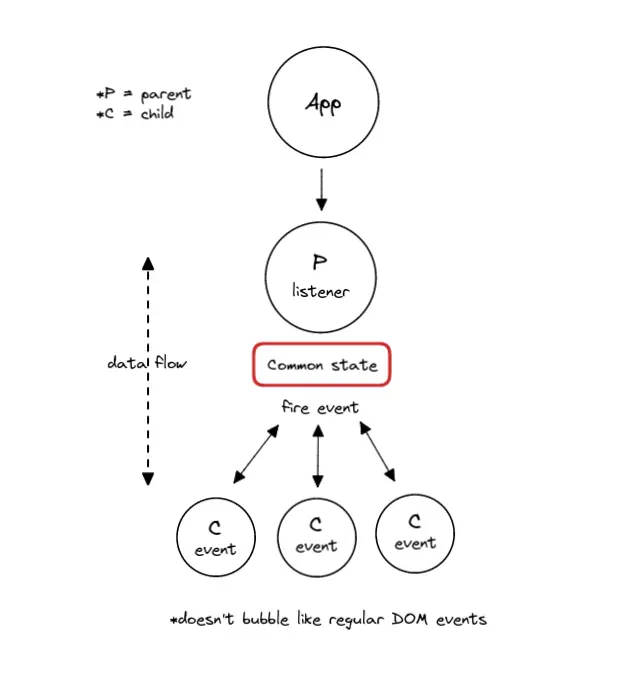 App
*P = parent
*C = child
P
listener
Common state
data flow
fire event
C
event
C
event
C
event
*doesn't bubble like regular DOM events